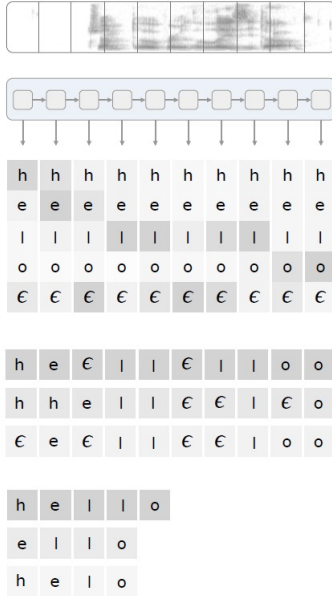 h h h h h h h h h h
e e e e e e e e e e
l l l l l l l l l l
o o o o o o o o o o
ϵ ϵ ϵ ϵ ϵ ϵ ϵ ϵ ϵ ϵ
h e ϵ l l ϵ l l o o
h h e l l ϵ ϵ l ϵ o
ϵ e ϵ l l ϵ ϵ l o o
h e l l o
e l l o
h e l o